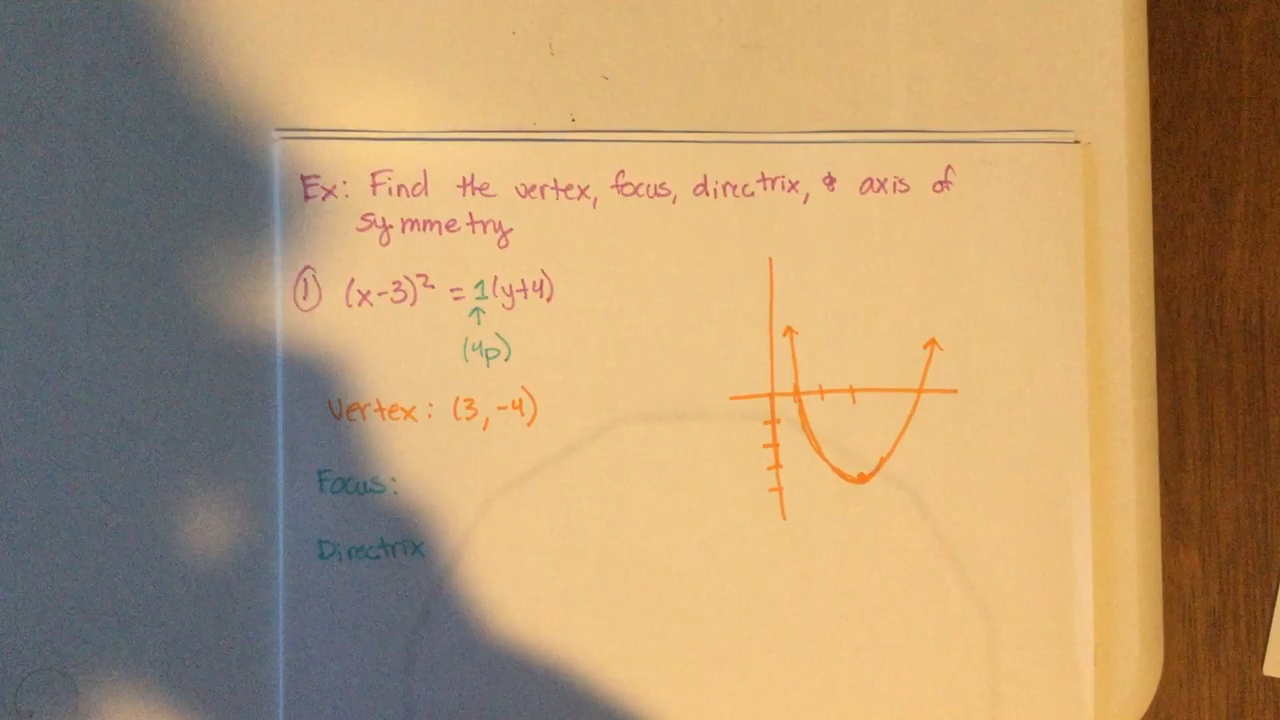 Ex: Find the vertex, focus, directrix, & axis of
symmetry
① (x-3)² = 1(y+4)
↑
(4p)
Vertex: (3, -4)
Focus:
Directrix